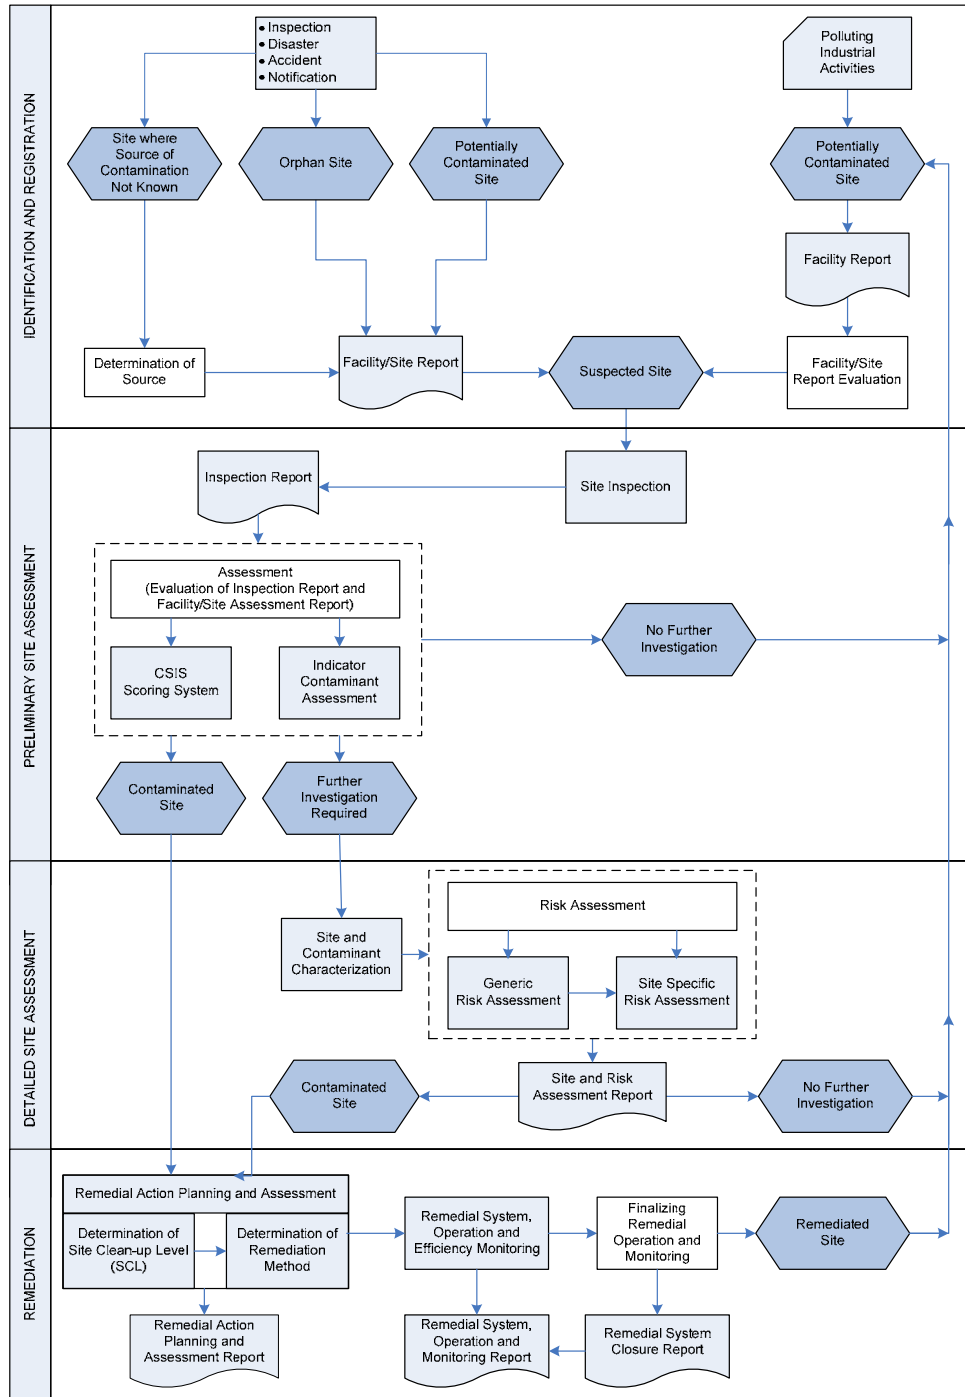 IDENTIFICATION AND REGISTRATION
• Inspection
• Disaster
• Accident
• Notification
Polluting
Industrial
Activities
Site where
Source of
Contamination
Not Known
Orphan Site
Potentially
Contaminated
Site
Potentially
Contaminated
Site
Facility Report
Determination of
Source
Facility/Site Report
Suspected Site
Facility/Site
Report Evaluation
PRELIMINARY SITE ASSESSMENT
Inspection Report
Site Inspection
Assessment
(Evaluation of Inspection Report and
Facility/Site Assessment Report)
CSIS
Scoring System
Indicator
Contaminant
Assessment
No Further
Investigation
Contaminated
Site
Further
Investigation
Required
DETAILED SITE ASSESSMENT
Risk Assessment
Site and
Contaminant
Characterization
Generic
Risk Assessment
Site Specific
Risk Assessment
Contaminated
Site
Site and Risk
Assessment Report
No Further
Investigation
REMEDIATION
Remedial Action Planning and Assessment
Determination of
Site Clean-up Level
(SCL)
Determination of
Remediation
Method
Remedial System,
Operation and
Efficiency Monitoring
Finalizing
Remedial
Operation and
Monitoring
Remediated
Site
Remedial Action
Planning and
Assessment Report
Remedial System,
Operation and
Monitoring Report
Remedial System
Closure Report